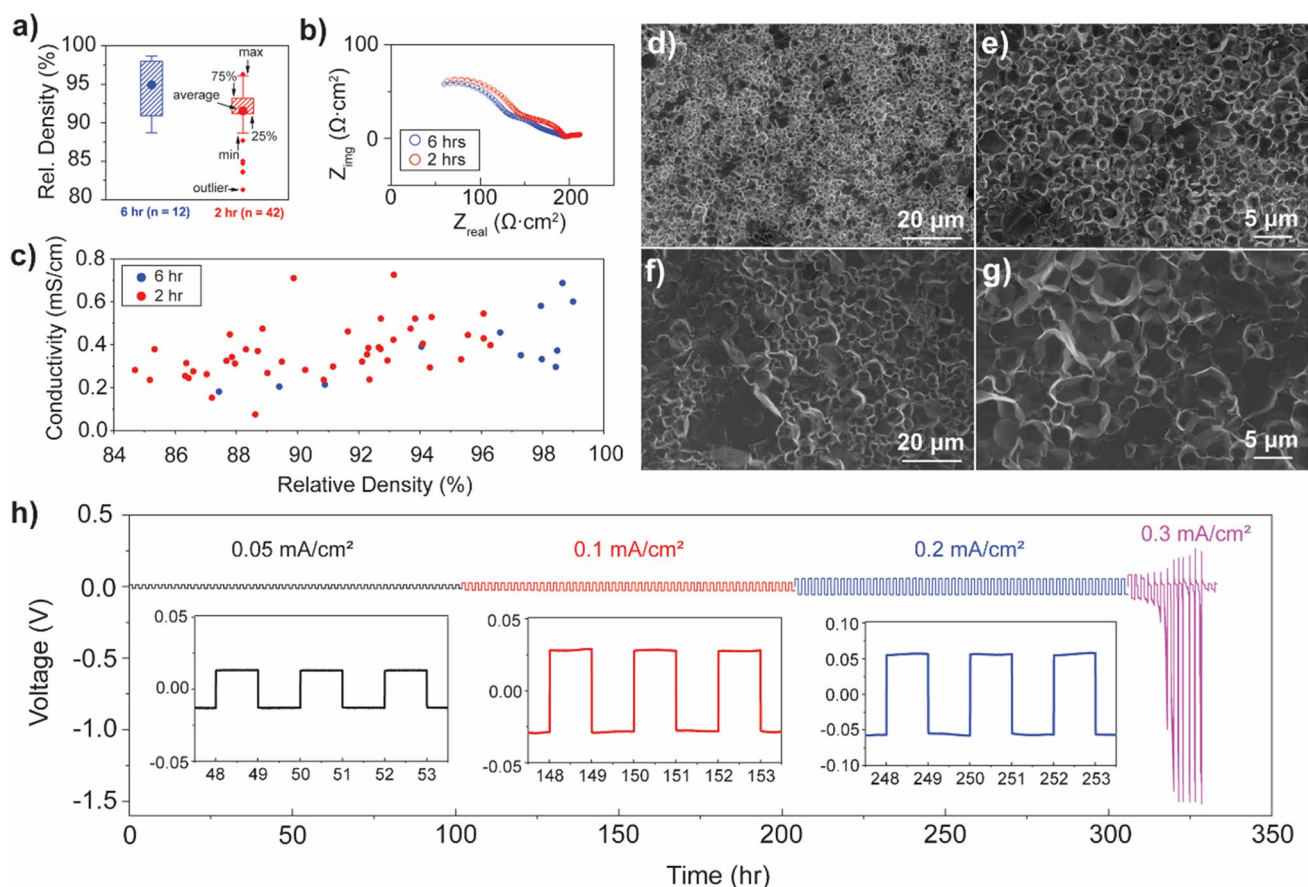 a)
Rel. Density (%)
100
95
90
85
80
max
75%
average
25%
min
outlier
6 hr (n = 12)
2 hr (n = 42)
b)
Z_img (Ω·cm²)
100
0
6 hrs
2 hrs
0
100
200
Z_real (Ω·cm²)
c)
Conductivity (mS/cm)
0.8
0.6
0.4
0.2
0.0
6 hr
2 hr
84 86 88 90 92 94 96 98 100
Relative Density (%)
d)
20 µm
e)
5 µm
f)
20 µm
g)
5 µm
h)
Voltage (V)
0.5
0.0
-0.5
-1.0
-1.5
0.05 mA/cm²
0.1 mA/cm²
0.2 mA/cm²
0.3 mA/cm²
0.05
0.00
-0.05
48 49 50 51 52 53
0.05
0.00
-0.05
148 149 150 151 152 153
0.10
0.05
0.00
-0.05
-0.10
248 249 250 251 252 253
0 50 100 150 200 250 300 350
Time (hr)